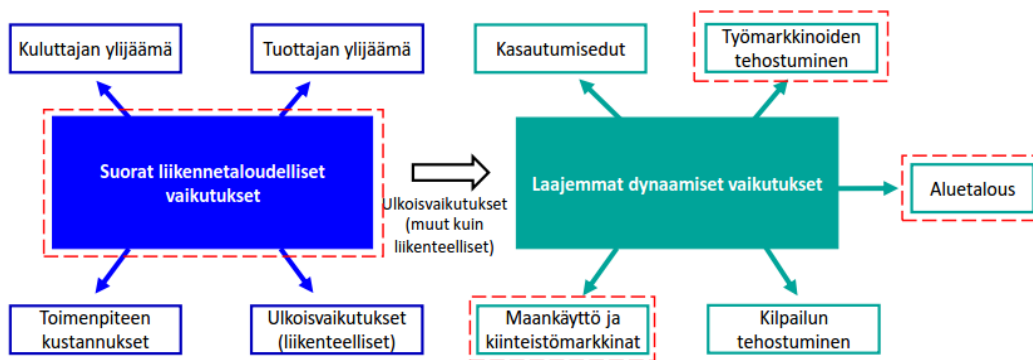 Kuluttajan ylijäämä
Tuottajan ylijäämä
Kasautumisedut
Työmarkkinoiden
tehostuminen
Suorat liikennetaloudelliset
vaikutukset
Ulkoisvaikutukset
(muut kuin
liikenteelliset)
Laajemmat dynaamiset vaikutukset
Aluetalous
Toimenpiteen
kustannukset
Ulkoisvaikutukset
(liikenteelliset)
Maankäyttö ja
kiinteistömarkkinat
Kilpailun
tehostuminen